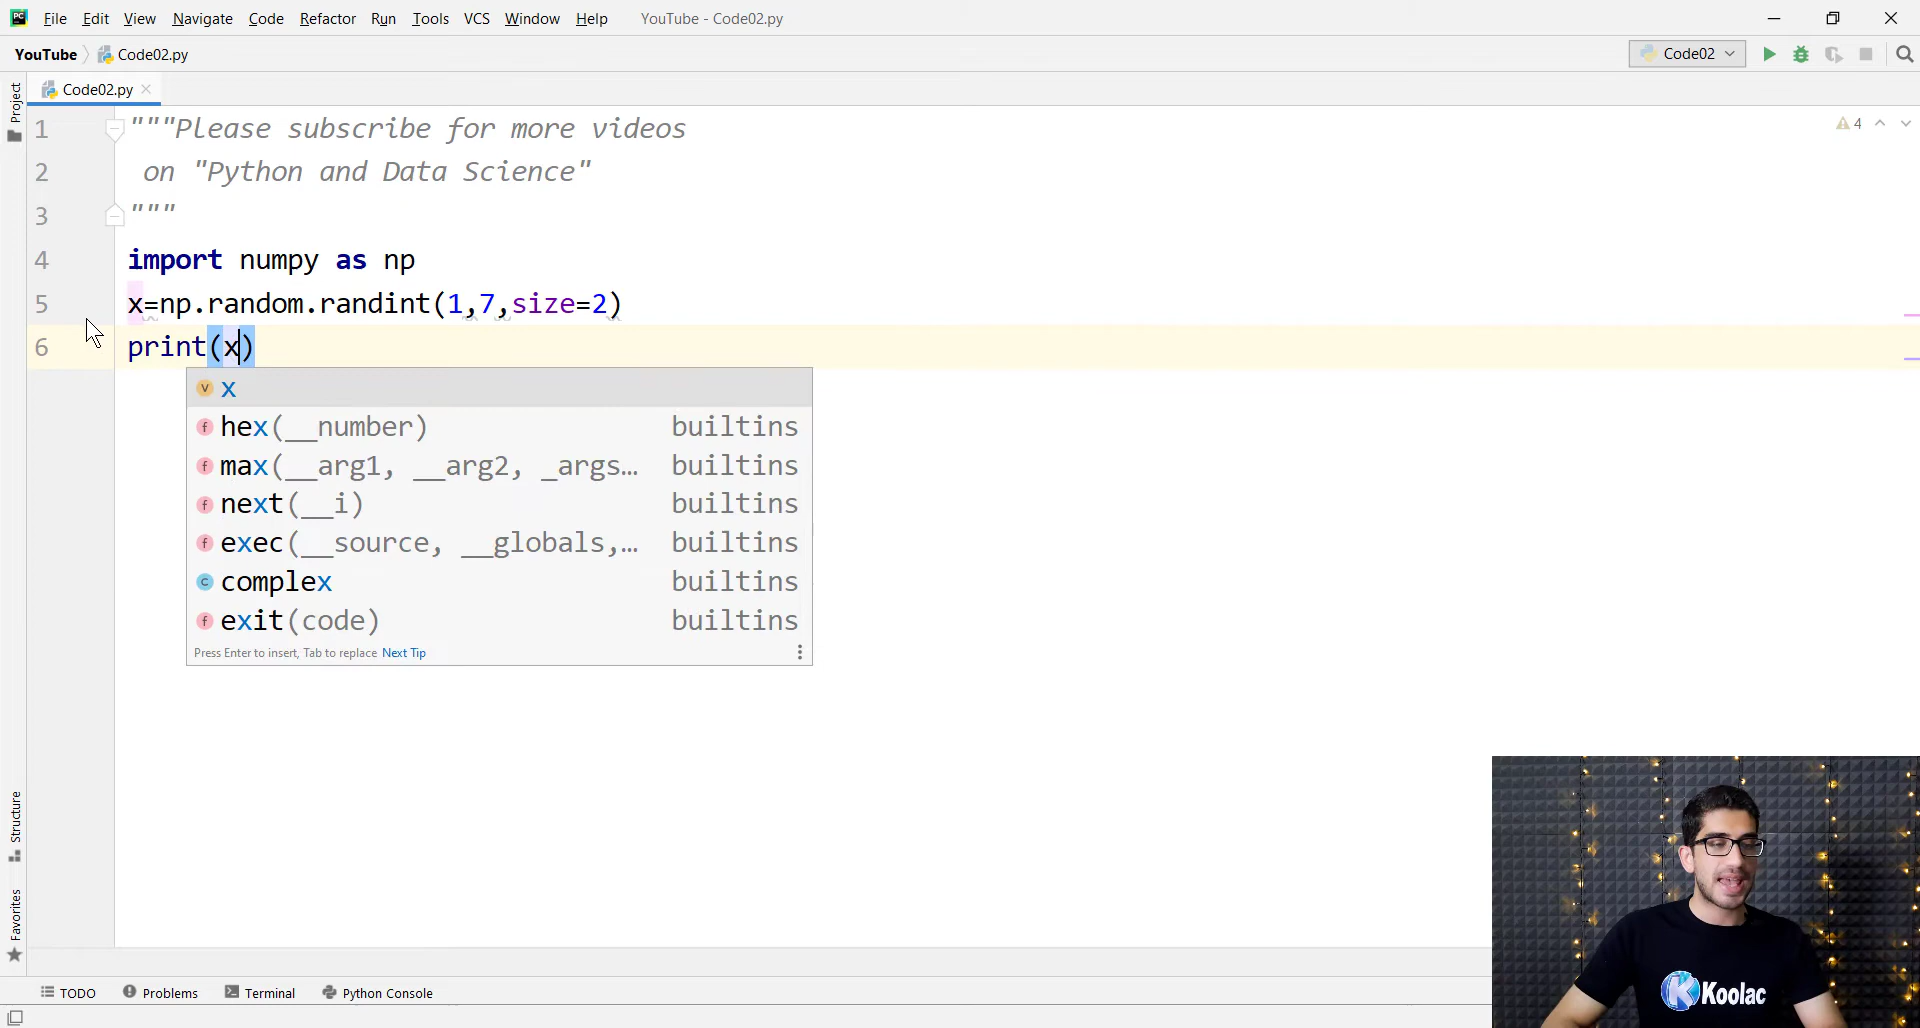 PC File Edit View Navigate Code Refactor Run Tools VCS Window Help YouTube - Code02.py
YouTube Code02.py Code02
Project
Code02.py
4
1 """Please subscribe for more videos
2 on "Python and Data Science"
3 """
4 import numpy as np
5 x=np.random.randint(1,7,size=2)
6 print(x)
v x
f hex(__number) builtins
f max(__arg1, __arg2, _args… builtins
f next(__i) builtins
f exec(__source, __globals,… builtins
c complex builtins
f exit(code) builtins
Press Enter to insert, Tab to replace Next Tip
Structure
Favorites
TODO Problems Terminal Python Console
K Koolac